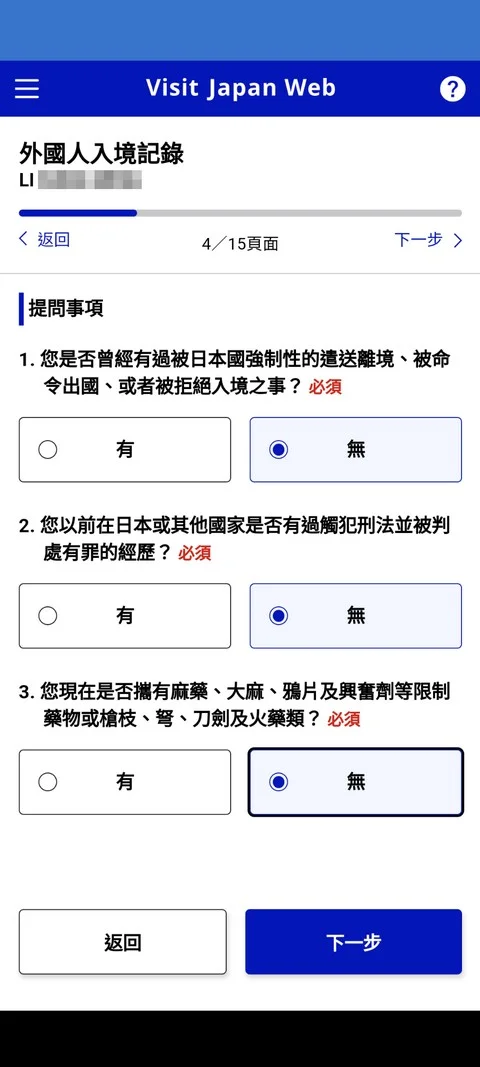 Visit Japan Web
?
外國人入境記錄
LI
返回
4／15頁面
下一步
提問事項
1. 您是否曾經有過被日本國強制性的遣送離境、被命
令出國、或者被拒絕入境之事？ 必須
有
無
2. 您以前在日本或其他國家是否有過觸犯刑法並被判
處有罪的經歷？ 必須
有
無
3. 您現在是否攜有麻藥、大麻、鴉片及興奮劑等限制
藥物或槍枝、弩、刀劍及火藥類？ 必須
有
無
返回
下一步